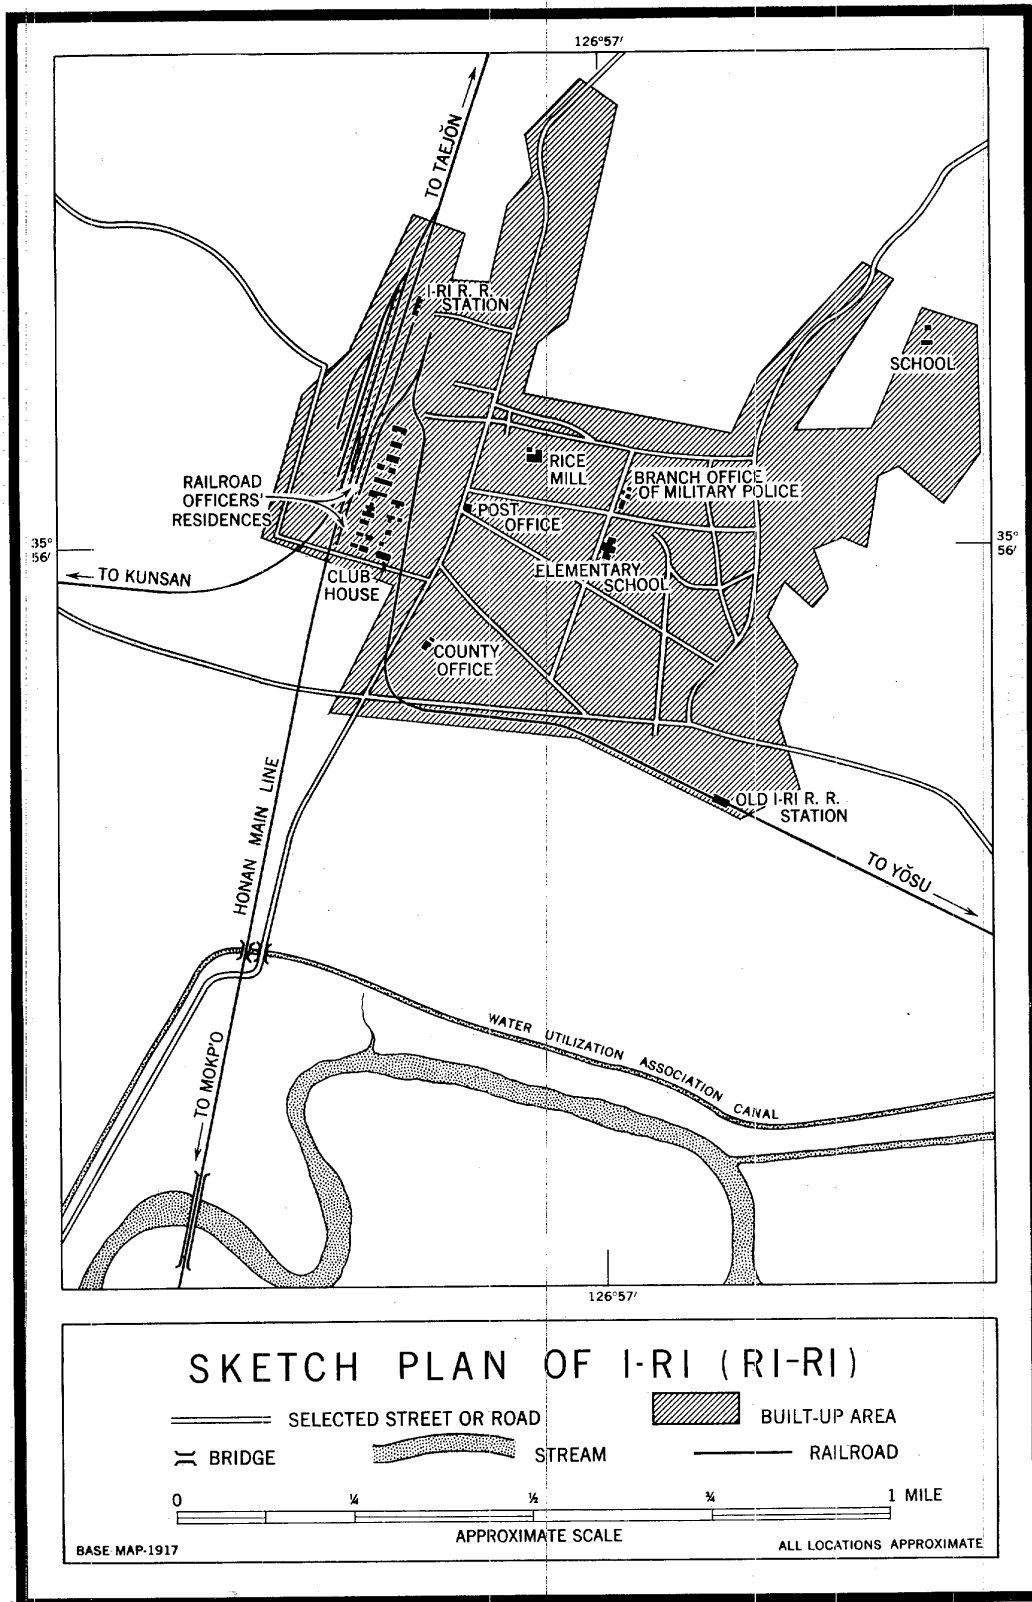 126°57′
TO TAEJŎN
I-RI R. R.
STATION
SCHOOL
RAILROAD
OFFICERS'
RESIDENCES
RICE
MILL
BRANCH OFFICE
OF MILITARY POLICE
POST
OFFICE
35°
56′
35°
56′
TO KUNSAN
CLUB
HOUSE
ELEMENTARY
SCHOOL
COUNTY
OFFICE
HONAN MAIN LINE
OLD I-RI R. R.
STATION
TO YŎSU
WATER UTILIZATION ASSOCIATION CANAL
TO MOKP'O
126°57′
SKETCH PLAN OF I-RI (RI-RI)
SELECTED STREET OR ROAD
BUILT-UP AREA
BRIDGE
STREAM
RAILROAD
0 ¼ ½ ¾ 1 MILE
APPROXIMATE SCALE
BASE MAP-1917
ALL LOCATIONS APPROXIMATE